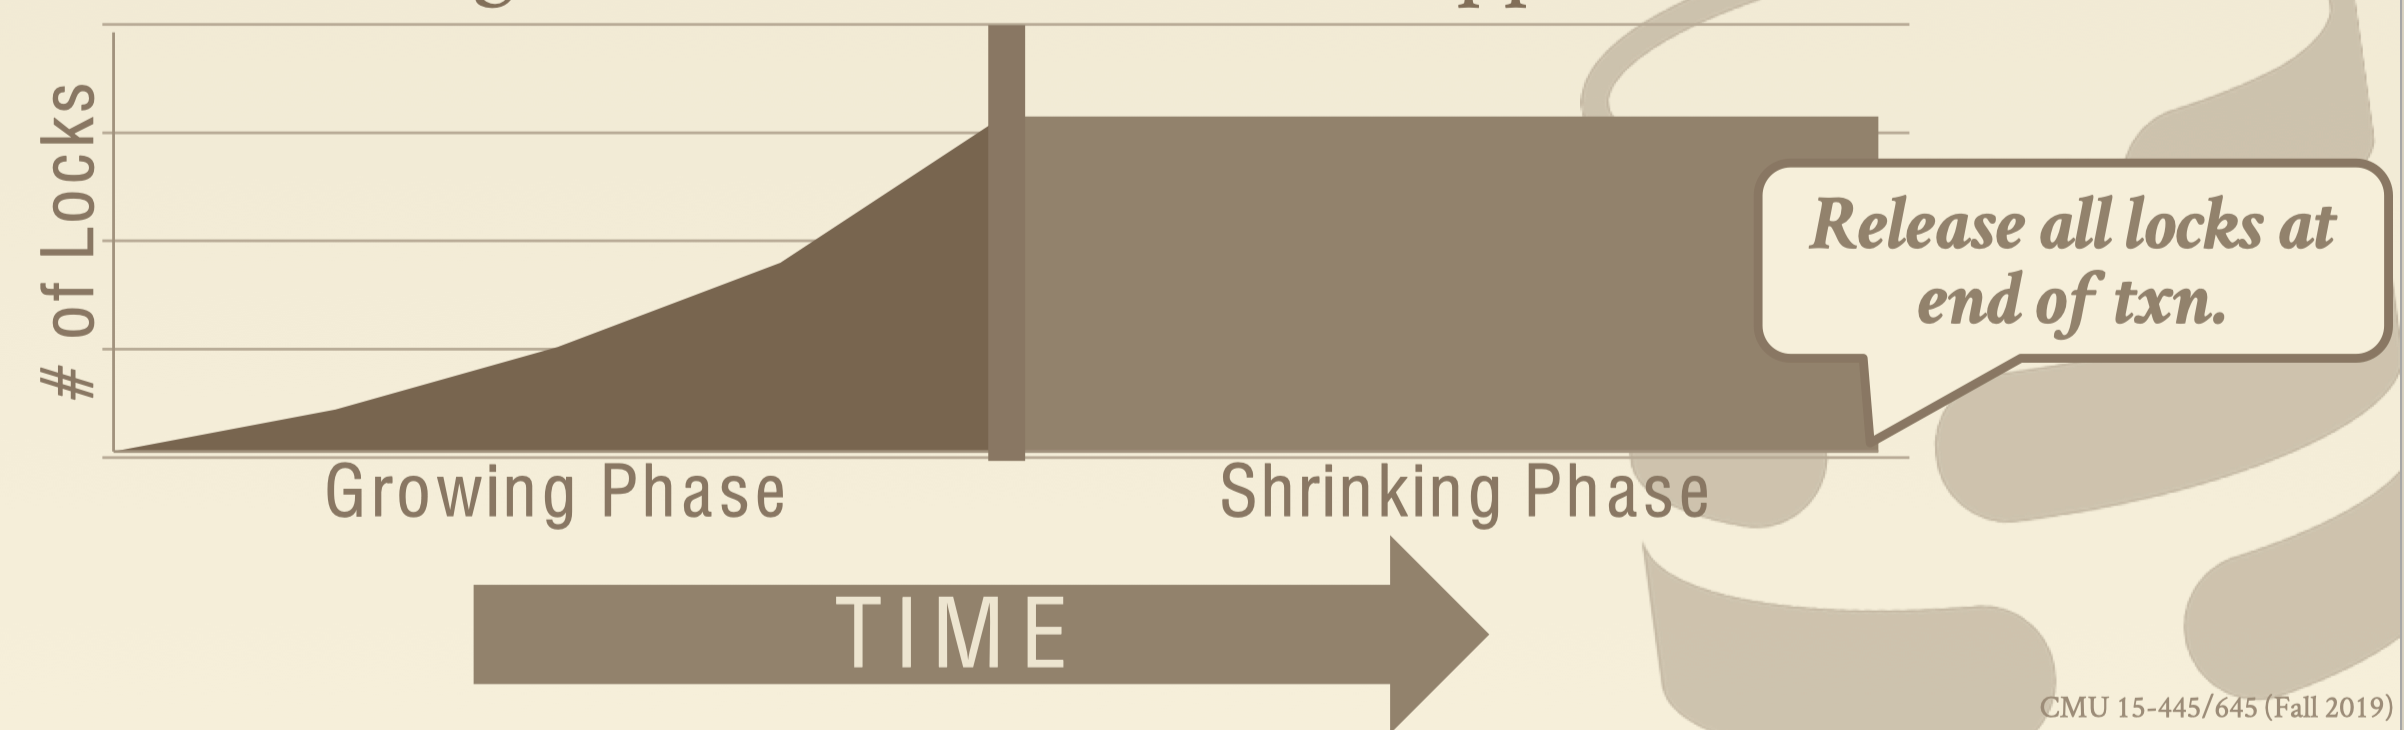 # of Locks
Release all locks at
end of txn.
Growing Phase
Shrinking Phase
TIME
CMU 15-445/645 (Fall 2019)